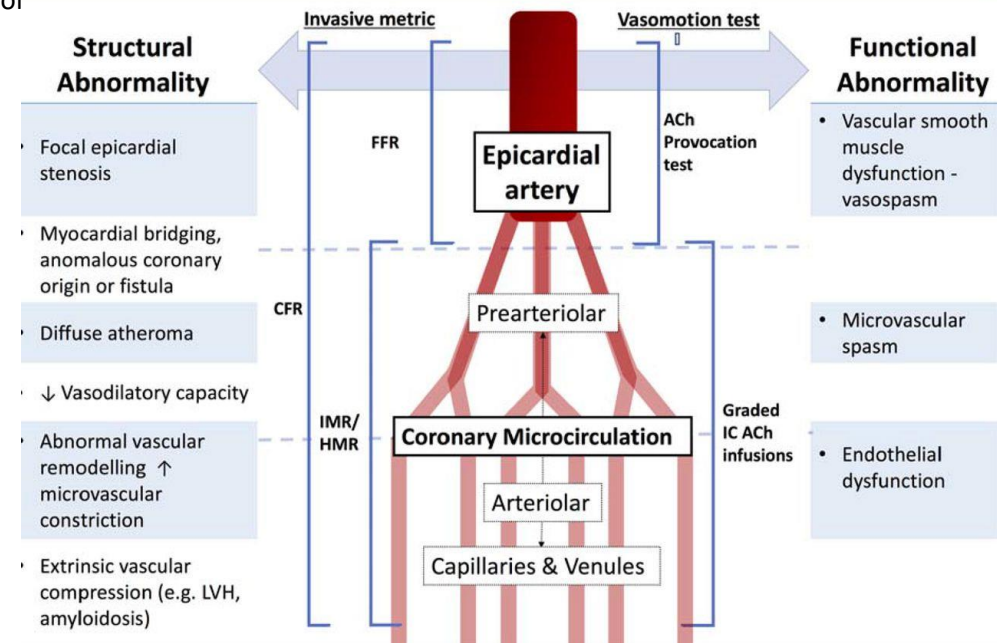 or
Invasive metric
Vasomotion test
Structural
Abnormality
• Focal epicardial
stenosis
• Myocardial bridging,
anomalous coronary
origin or fistula
• Diffuse atheroma
• ↓ Vasodilatory capacity
• Abnormal vascular
remodelling ↑
microvascular
constriction
• Extrinsic vascular
compression (e.g. LVH,
amyloidosis)
CFR
FFR
IMR/
HMR
Epicardial
artery
Prearteriolar
Coronary Microcirculation
Arteriolar
Capillaries & Venules
ACh
Provocation
test
Graded
IC ACh
infusions
Functional
Abnormality
• Vascular smooth
muscle
dysfunction -
vasospasm
• Microvascular
spasm
• Endothelial
dysfunction